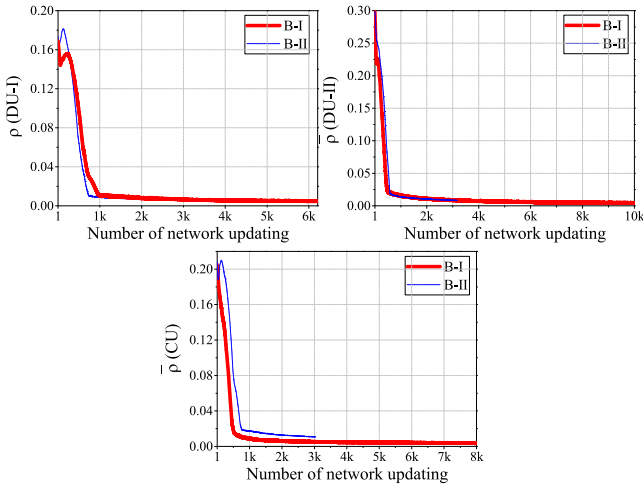 0.20
0.16
0.12
0.08
0.04
0.00
ρ (DU-I)
B-I
B-II
1 1k 2k 3k 4k 5k 6k
Number of network updating
0.30
0.25
0.20
0.15
0.10
0.05
0.00
ρ (DU-II)
B-I
B-II
1 2k 4k 6k 8k 10k
Number of network updating
0.20
0.16
0.12
0.08
0.04
0.00
ρ̄ (CU)
B-I
B-II
1 1k 2k 3k 4k 5k 6k 7k 8k
Number of network updating